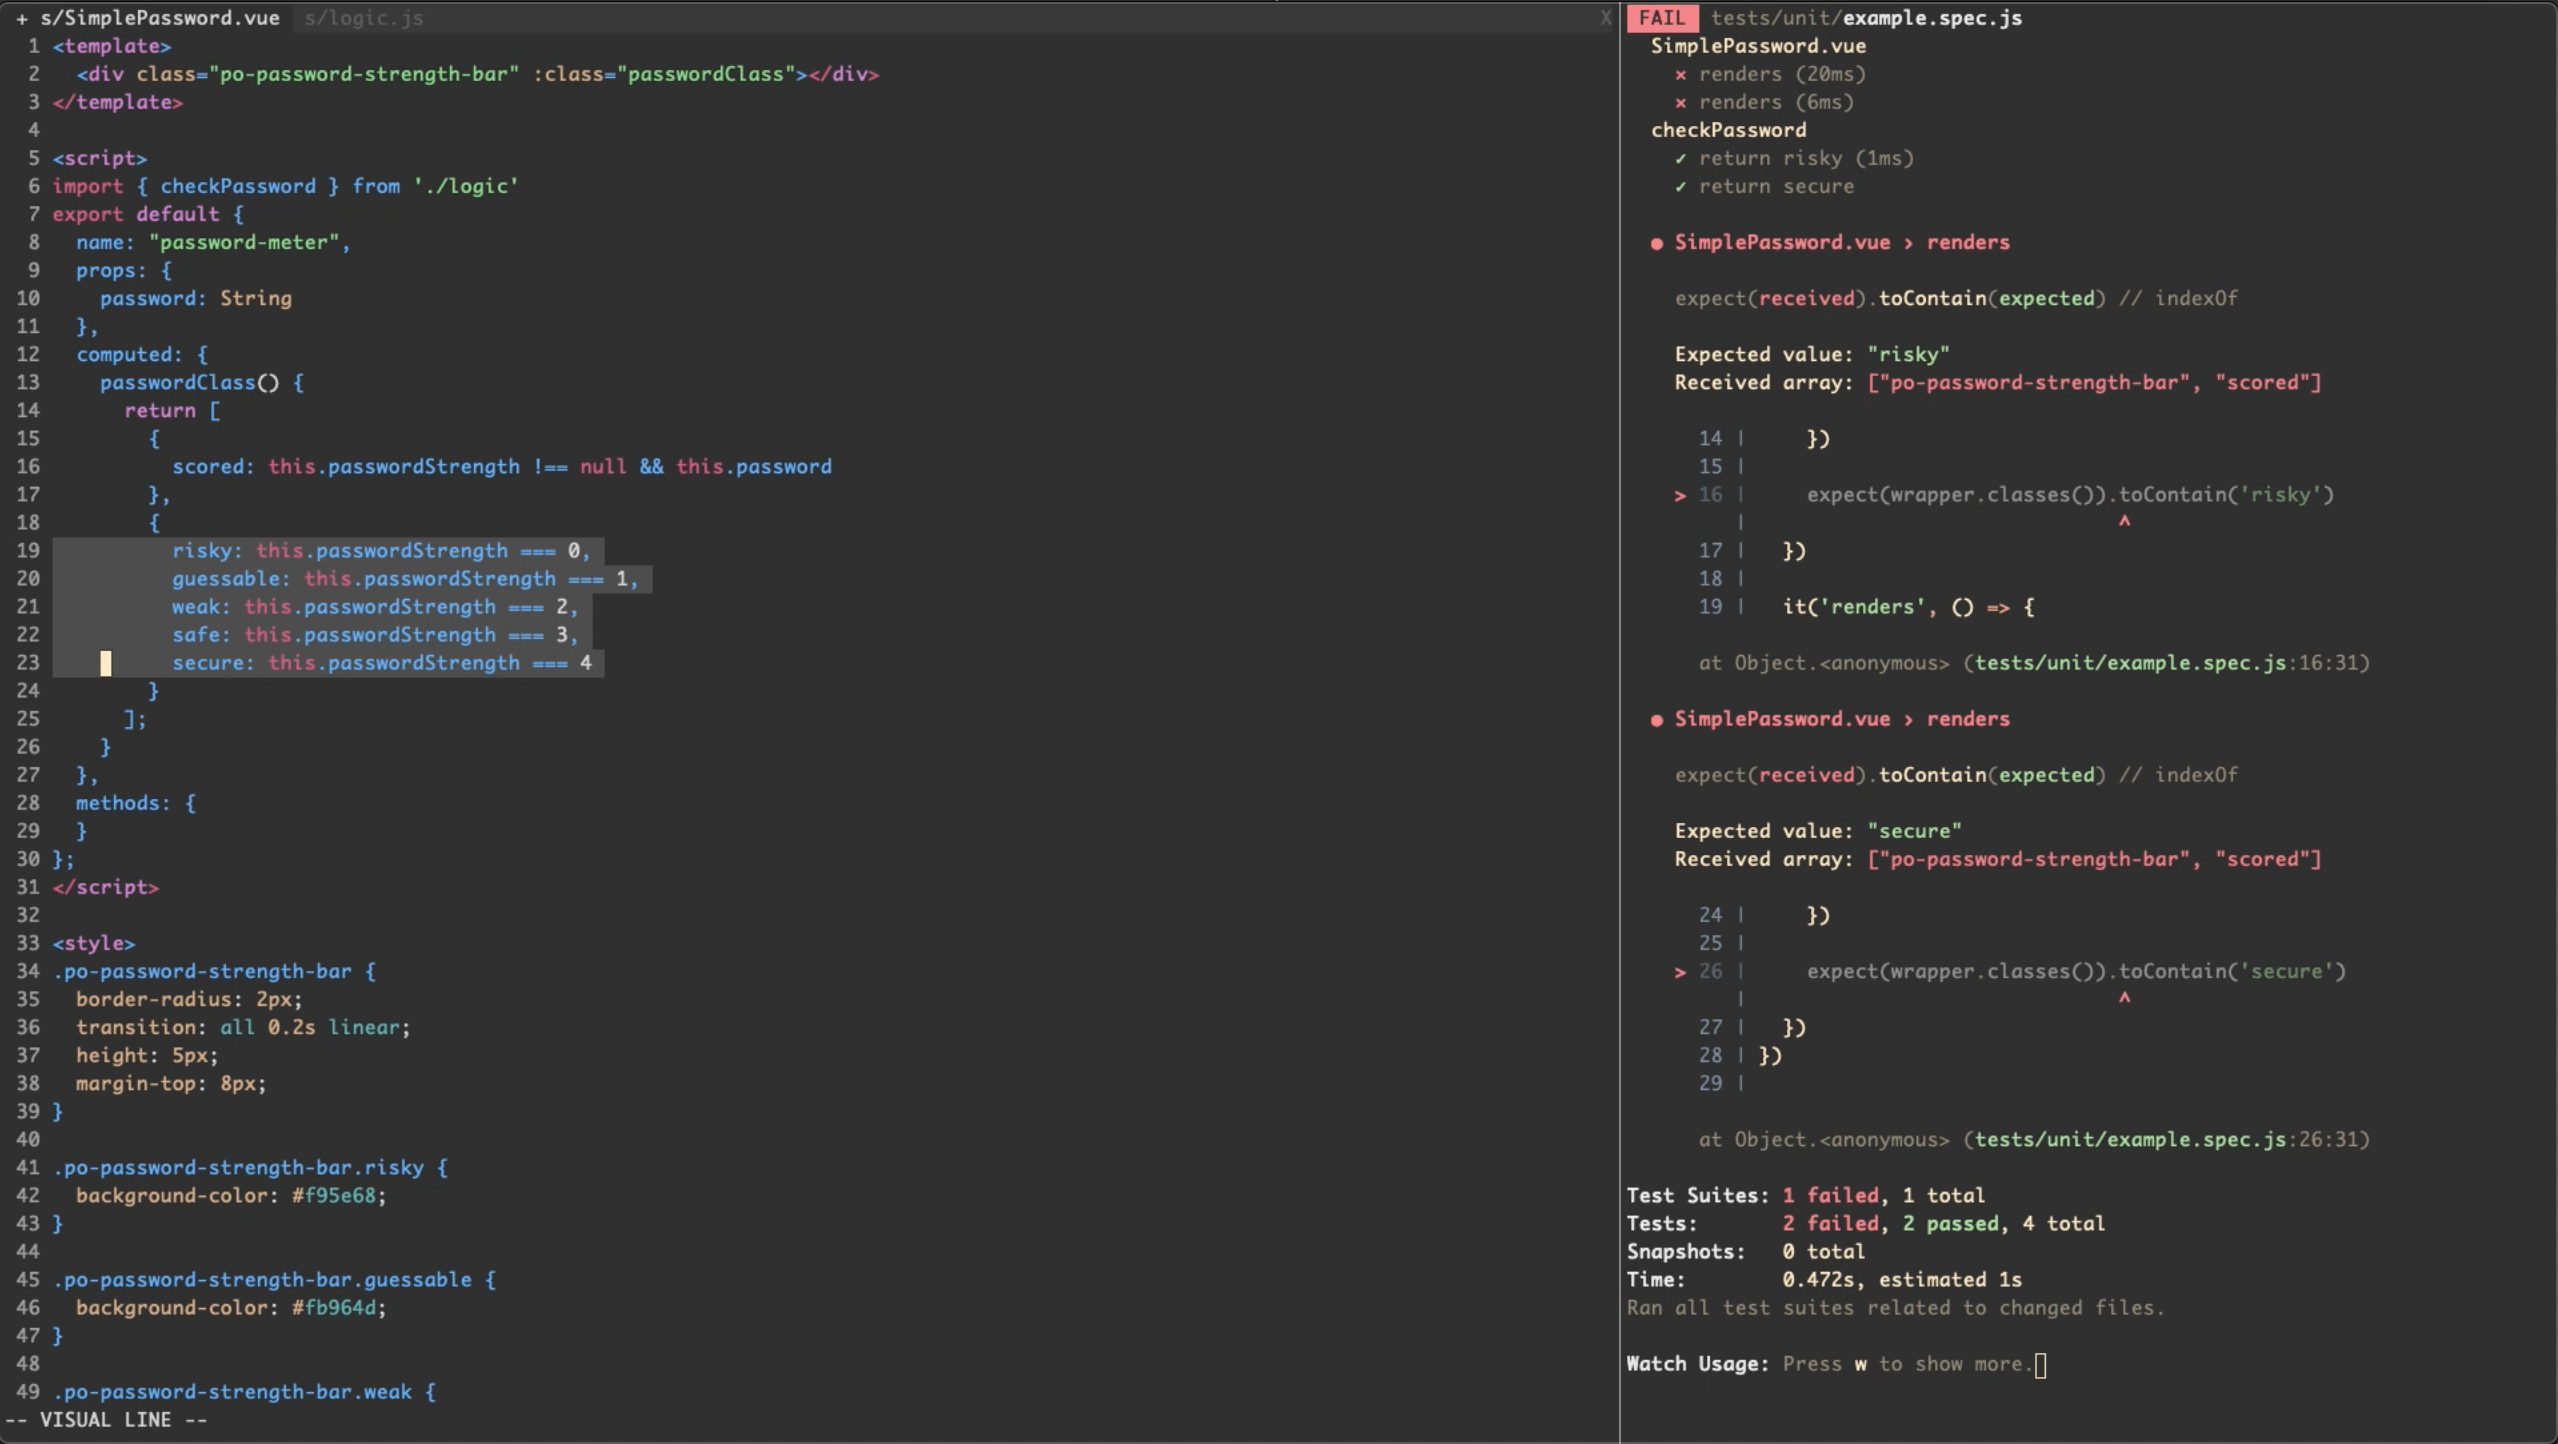 + s/SimplePassword.vue  s/logic.js X
1 <template>
2   <div class="po-password-strength-bar" :class="passwordClass"></div>
3 </template>
4
5 <script>
6 import { checkPassword } from './logic'
7 export default {
8   name: "password-meter",
9   props: {
10     password: String
11   },
12   computed: {
13     passwordClass() {
14       return [
15         {
16           scored: this.passwordStrength !== null && this.password
17         },
18         {
19           risky: this.passwordStrength === 0,
20           guessable: this.passwordStrength === 1,
21           weak: this.passwordStrength === 2,
22           safe: this.passwordStrength === 3,
23           secure: this.passwordStrength === 4
24         }
25       ];
26     }
27   },
28   methods: {
29   }
30 };
31 </script>
32
33 <style>
34 .po-password-strength-bar {
35   border-radius: 2px;
36   transition: all 0.2s linear;
37   height: 5px;
38   margin-top: 8px;
39 }
40
41 .po-password-strength-bar.risky {
42   background-color: #f95e68;
43 }
44
45 .po-password-strength-bar.guessable {
46   background-color: #fb964d;
47 }
48
49 .po-password-strength-bar.weak {
-- VISUAL LINE --
FAIL tests/unit/example.spec.js
SimplePassword.vue
× renders (20ms)
× renders (6ms)
checkPassword
✓ return risky (1ms)
✓ return secure
● SimplePassword.vue › renders
expect(received).toContain(expected) // indexOf
Expected value: "risky"
Received array: ["po-password-strength-bar", "scored"]
14 |     })
15 |
> 16 |     expect(wrapper.classes()).toContain('risky')
|                               ^
17 |   })
18 |
19 |   it('renders', () => {
at Object.<anonymous> (tests/unit/example.spec.js:16:31)
● SimplePassword.vue › renders
expect(received).toContain(expected) // indexOf
Expected value: "secure"
Received array: ["po-password-strength-bar", "scored"]
24 |     })
25 |
> 26 |     expect(wrapper.classes()).toContain('secure')
|                               ^
27 |   })
28 | })
29 |
at Object.<anonymous> (tests/unit/example.spec.js:26:31)
Test Suites: 1 failed, 1 total
Tests:       2 failed, 2 passed, 4 total
Snapshots:   0 total
Time:        0.472s, estimated 1s
Ran all test suites related to changed files.
Watch Usage: Press w to show more.